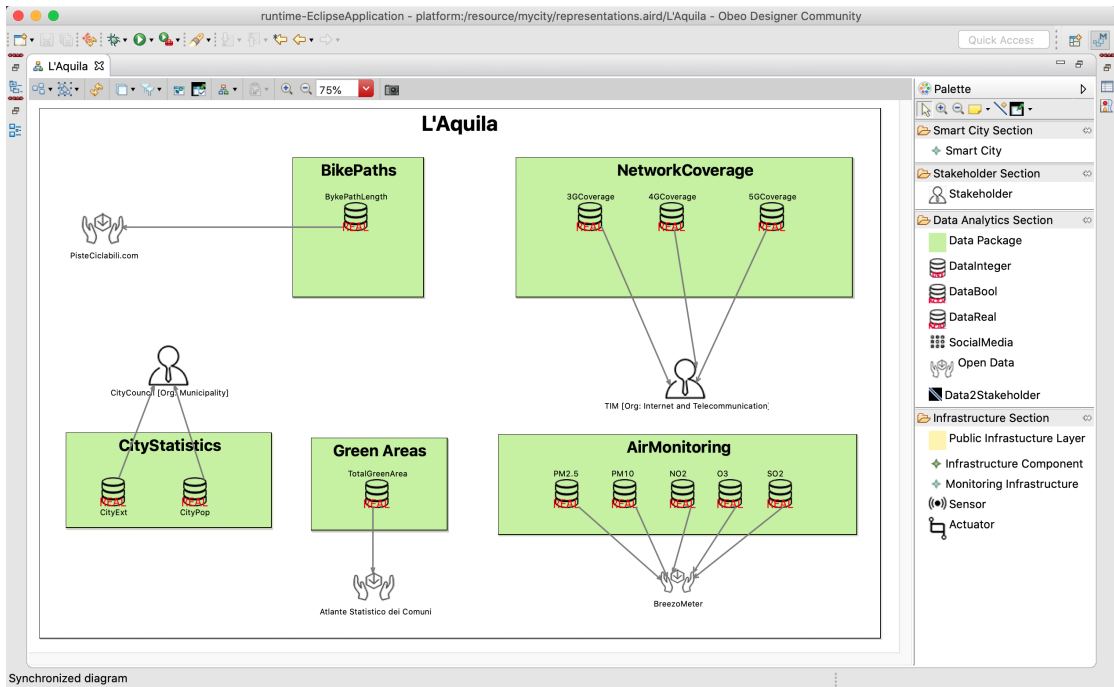 runtime-EclipseApplication - platform:/resource/mycity/representations.aird/L'Aquila - Obeo Designer Community
Quick Access
L'Aquila
75%
L'Aquila
BikePaths
BykePathLength
REAL
PisteCiclabili.com
NetworkCoverage
3GCoverage 4GCoverage 5GCoverage
REAL REAL REAL
CityCouncil [Org: Municipality]
TIM [Org: Internet and Telecommunication]
CityStatistics
REAL REAL
CityExt CityPop
Green Areas
TotalGreenArea
REAL
Atlante Statistico dei Comuni
AirMonitoring
PM2.5 PM10 NO2 O3 SO2
REAL REAL REAL REAL REAL
BreezoMeter
Palette
Smart City Section
Smart City
Stakeholder Section
Stakeholder
Data Analytics Section
Data Package
DataInteger
DataBool
DataReal
SocialMedia
Open Data
Data2Stakeholder
Infrastructure Section
Public Infrastucture Layer
Infrastructure Component
Monitoring Infrastructure
Sensor
Actuator
Synchronized diagram